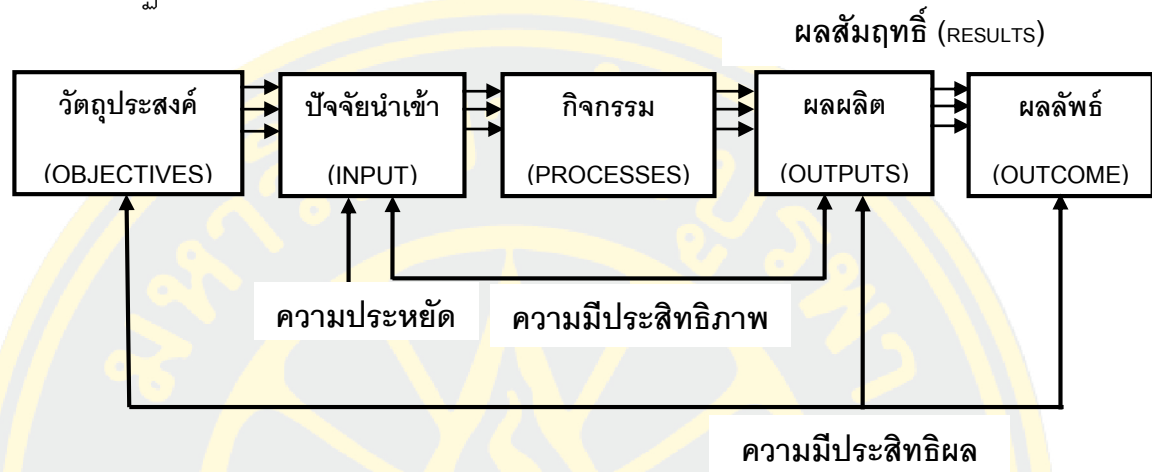 ผลสัมฤทธิ์ (RESULTS)
วัตถุประสงค์
(OBJECTIVES)
ปัจจัยนำเข้า
(INPUT)
กิจกรรม
(PROCESSES)
ผลผลิต
(OUTPUTS)
ผลลัพธ์
(OUTCOME)
ความประหยัด
ความมีประสิทธิภาพ
ความมีประสิทธิผล